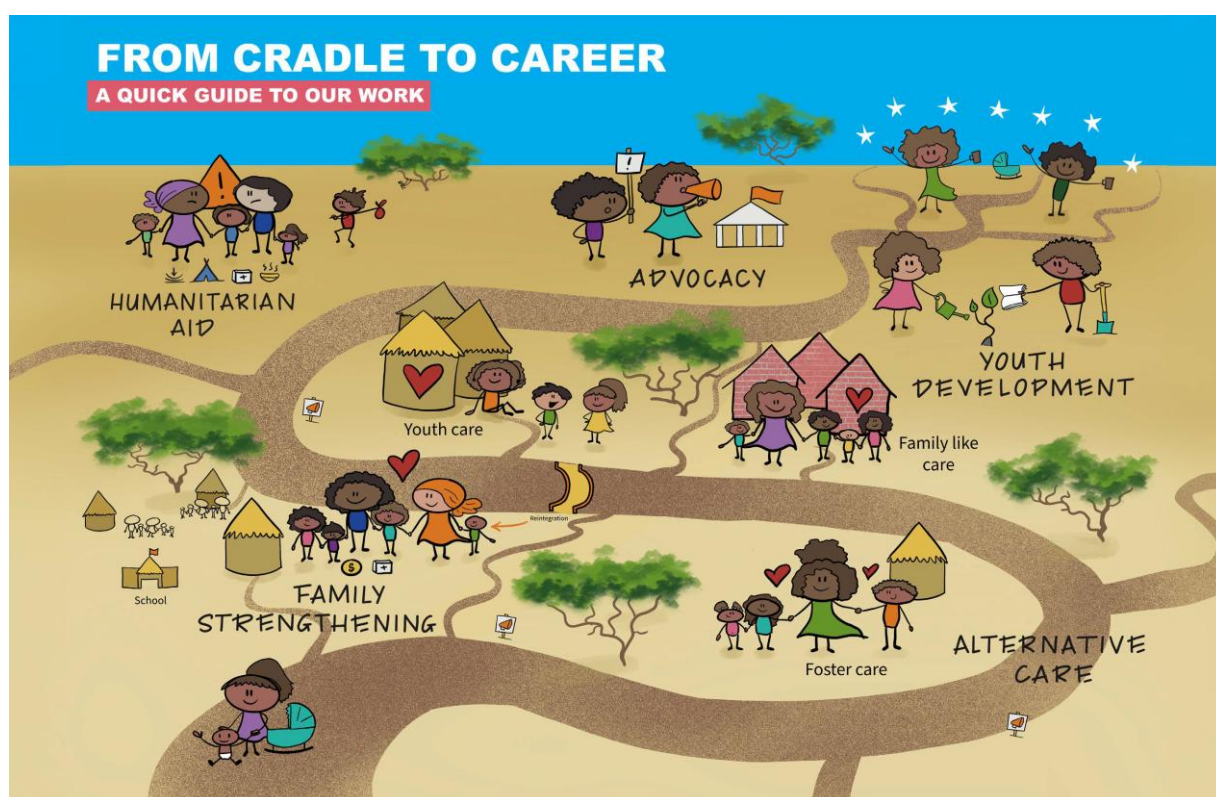 FROM CRADLE TO CAREER
A QUICK GUIDE TO OUR WORK
!
!
HUMANITARIAN
AID
ADVOCACY
YOUTH
DEVELOPMENT
Youth care
Family like
care
Reintegration
$
School
FAMILY
STRENGTHENING
Foster care
ALTERNATIVE
CARE